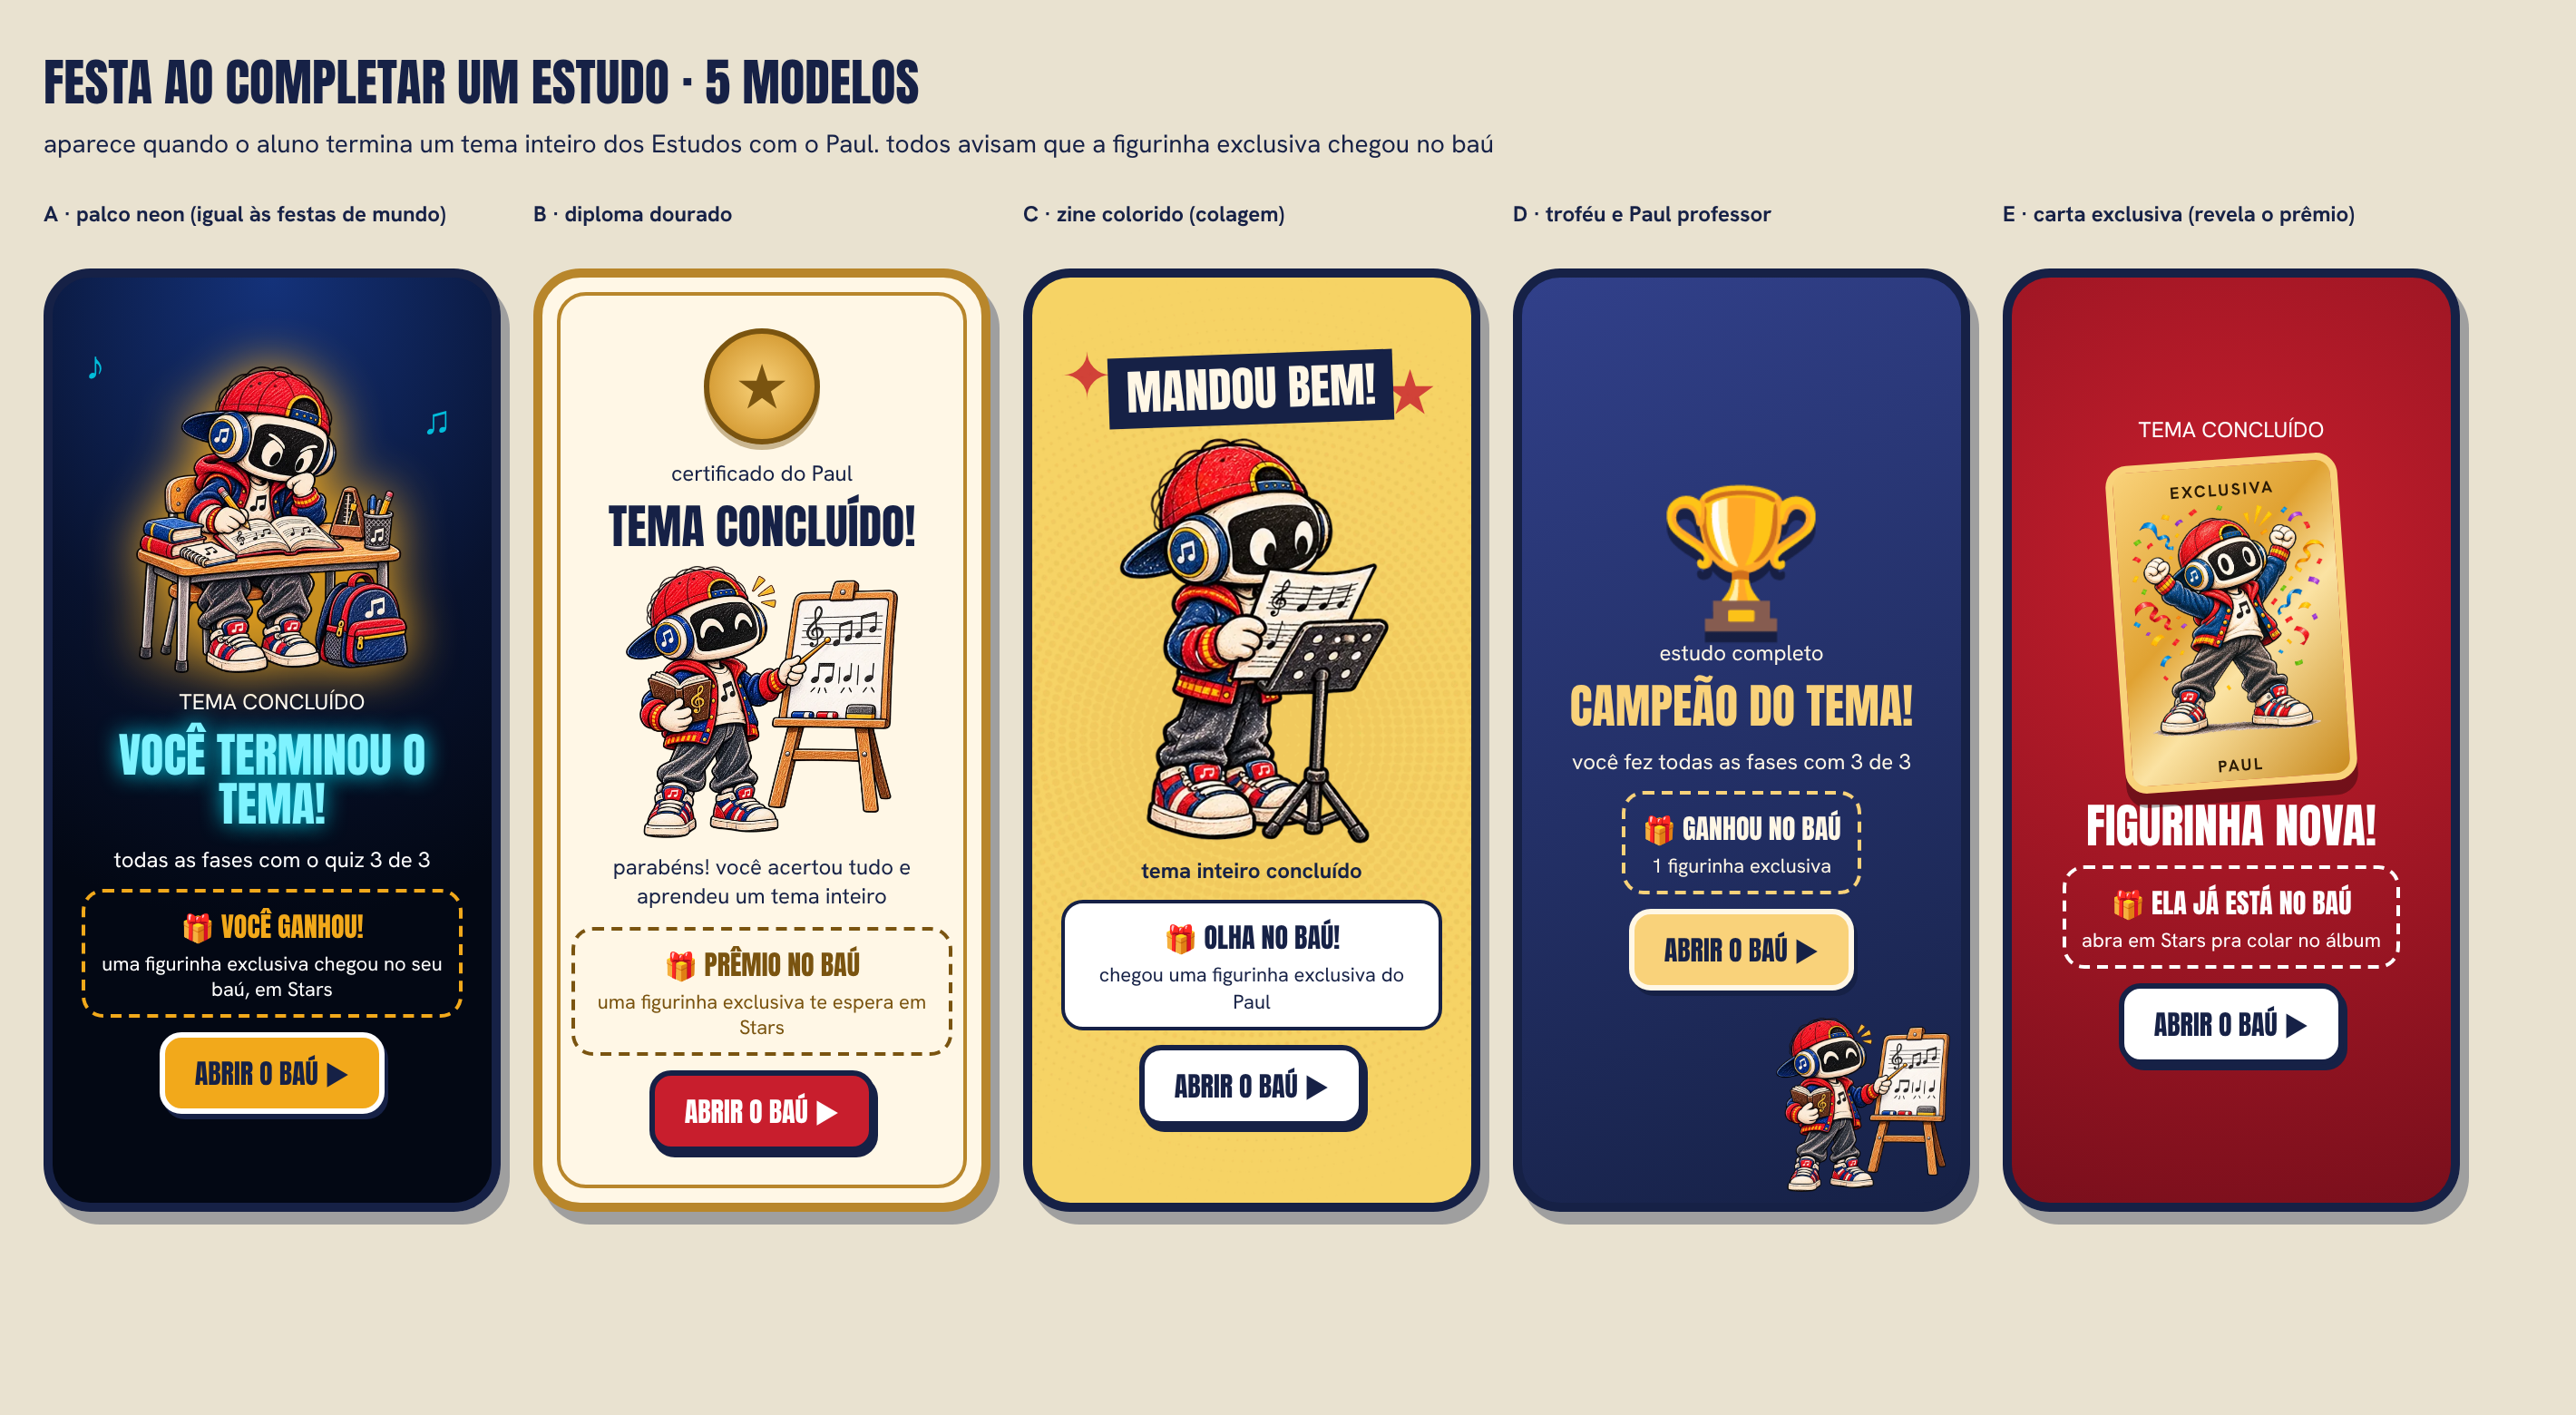 FESTA AO COMPLETAR UM ESTUDO · 5 MODELOS
aparece quando o aluno termina um tema inteiro dos Estudos com o Paul. todos avisam que a figurinha exclusiva chegou no baú
A · palco neon (igual às festas de mundo)
TEMA CONCLUÍDO
VOCÊ TERMINOU O
TEMA!
todas as fases com o quiz 3 de 3
🎁 VOCÊ GANHOU!
uma figurinha exclusiva chegou no seu
baú, em Stars
ABRIR O BAÚ ▶
B · diploma dourado
certificado do Paul
TEMA CONCLUÍDO!
parabéns! você acertou tudo e
aprendeu um tema inteiro
🎁 PRÊMIO NO BAÚ
uma figurinha exclusiva te espera em
Stars
ABRIR O BAÚ ▶
C · zine colorido (colagem)
MANDOU BEM!
tema inteiro concluído
🎁 OLHA NO BAÚ!
chegou uma figurinha exclusiva do
Paul
ABRIR O BAÚ ▶
D · troféu e Paul professor
estudo completo
CAMPEÃO DO TEMA!
você fez todas as fases com 3 de 3
🎁 GANHOU NO BAÚ
1 figurinha exclusiva
ABRIR O BAÚ ▶
E · carta exclusiva (revela o prêmio)
TEMA CONCLUÍDO
EXCLUSIVA
PAUL
FIGURINHA NOVA!
🎁 ELA JÁ ESTÁ NO BAÚ
abra em Stars pra colar no álbum
ABRIR O BAÚ ▶